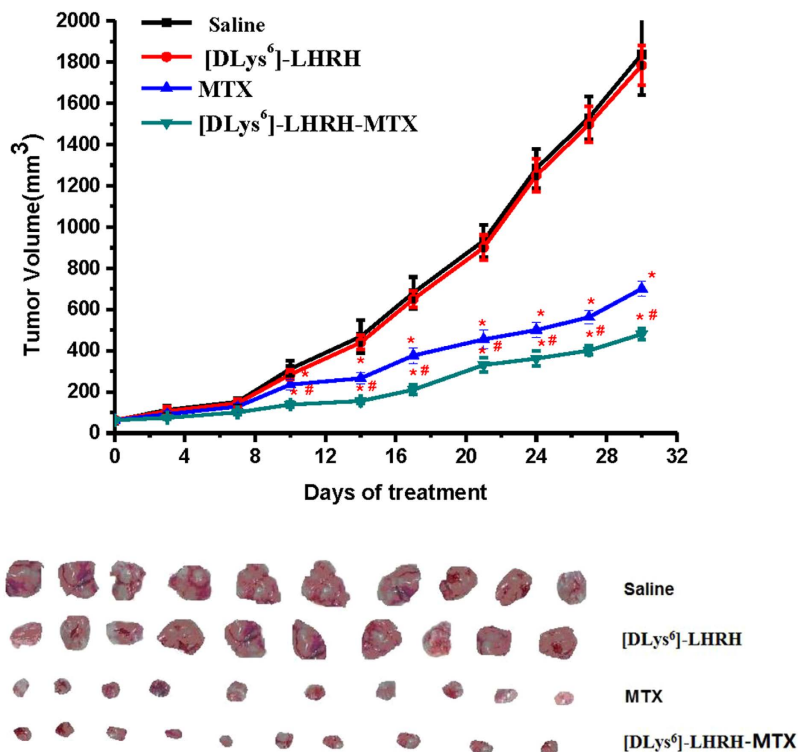 2000
1800
1600
1400
1200
1000
800
600
400
200
0
Tumor Volume(mm³)
Saline
[DLys⁶]-LHRH
MTX
[DLys⁶]-LHRH-MTX
*
*
* * #
*
* #
* * # * #
*
* #
*
* # * #
0 4 8 12 16 20 24 28 32
Days of treatment
Saline
[DLys⁶]-LHRH
MTX
[DLys⁶]-LHRH-MTX